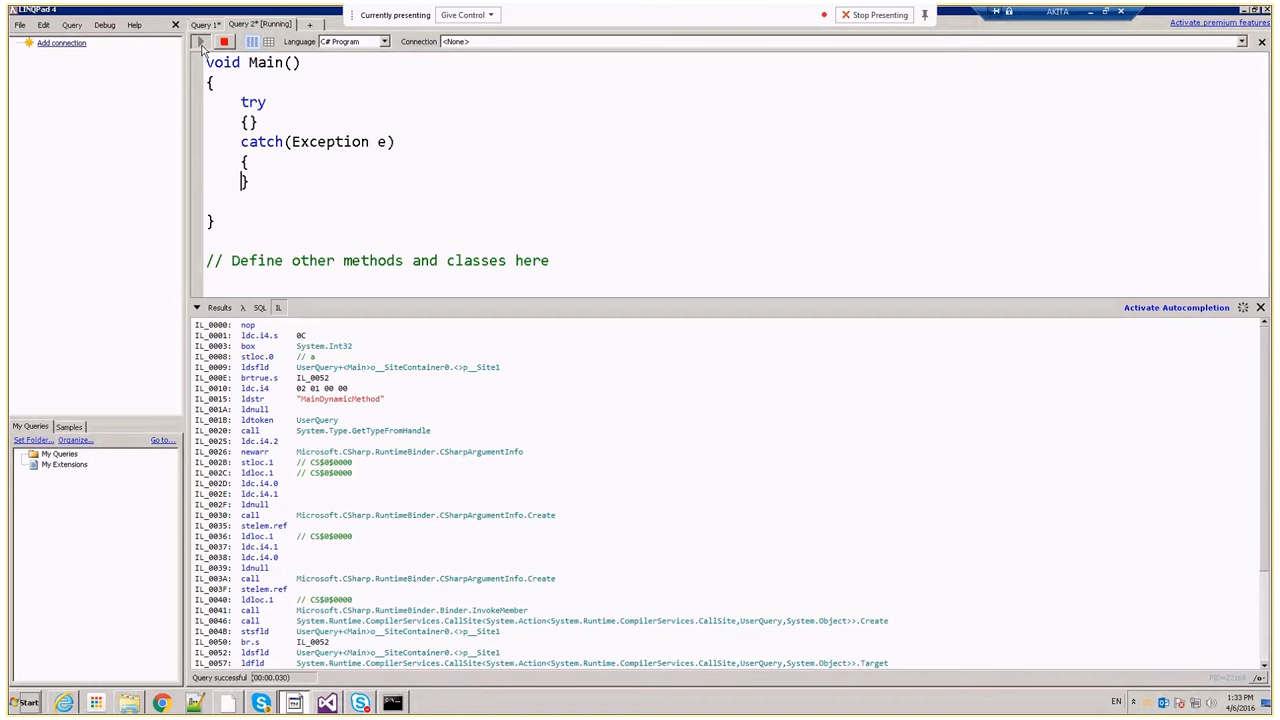 LINQPad 4
Currently presenting Give Control Stop Presenting
AKITA
File Edit Query Debug Help
Query 1* Query 2* [Running] +
Activate premium features
Add connection
Language C# Program Connection <None>
void Main()
{
try
{}
catch(Exception e)
{
}
}
// Define other methods and classes here
Results λ SQL IL
Activate Autocompletion
IL_0000: nop
IL_0001: ldc.i4.s 0C
IL_0003: box System.Int32
IL_0008: stloc.0 // a
IL_0009: ldsfld UserQuery+<Main>o__SiteContainer0.<>p__Site1
IL_000E: brtrue.s IL_0052
IL_0010: ldc.i4 02 01 00 00
IL_0015: ldstr "MainDynamicMethod"
IL_001A: ldnull
IL_001B: ldtoken UserQuery
IL_0020: call System.Type.GetTypeFromHandle
IL_0025: ldc.i4.2
IL_0026: newarr Microsoft.CSharp.RuntimeBinder.CSharpArgumentInfo
IL_002B: stloc.1 // CS$0$0000
IL_002C: ldloc.1 // CS$0$0000
IL_002D: ldc.i4.0
IL_002E: ldc.i4.1
IL_002F: ldnull
IL_0030: call Microsoft.CSharp.RuntimeBinder.CSharpArgumentInfo.Create
IL_0035: stelem.ref
IL_0036: ldloc.1 // CS$0$0000
IL_0037: ldc.i4.1
IL_0038: ldc.i4.0
IL_0039: ldnull
IL_003A: call Microsoft.CSharp.RuntimeBinder.CSharpArgumentInfo.Create
IL_003F: stelem.ref
IL_0040: ldloc.1 // CS$0$0000
IL_0041: call Microsoft.CSharp.RuntimeBinder.Binder.InvokeMember
IL_0046: call System.Runtime.CompilerServices.CallSite<System.Action<System.Runtime.CompilerServices.CallSite,UserQuery,System.Object>>.Create
IL_004B: stsfld UserQuery+<Main>o__SiteContainer0.<>p__Site1
IL_0050: br.s IL_0052
IL_0052: ldsfld UserQuery+<Main>o__SiteContainer0.<>p__Site1
IL_0057: ldfld System.Runtime.CompilerServices.CallSite<System.Action<System.Runtime.CompilerServices.CallSite,UserQuery,System.Object>>.Target
My Queries Samples
Set Folder... Organize... Go to...
My Queries
My Extensions
Query successful (00:00.030)
PID=22168 /o-
Start
EN
1:33 PM
4/6/2016